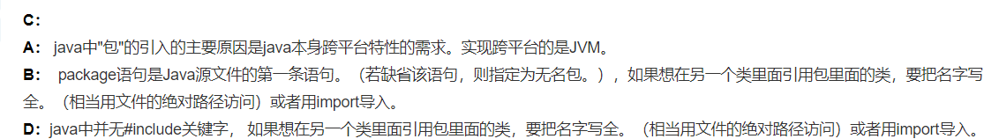 C：
A： java中"包"的引入的主要原因是java本身跨平台特性的需求。实现跨平台的是JVM。
B： package语句是Java源文件的第一条语句。（若缺省该语句，则指定为无名包。），如果想在另一个类里面引用包里面的类，要把名字写
全。（相当用文件的绝对路径访问）或者用import导入。
D：java中并无#include关键字， 如果想在另一个类里面引用包里面的类，要把名字写全。（相当用文件的绝对路径访问）或者用import导入。